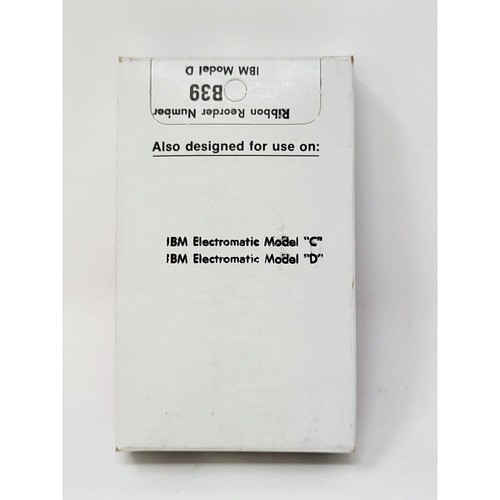 IBM Model D
B39
Ribbon Reorder Number
Also designed for use on:
IBM Electromatic Model "C"
IBM Electromatic Model "D"